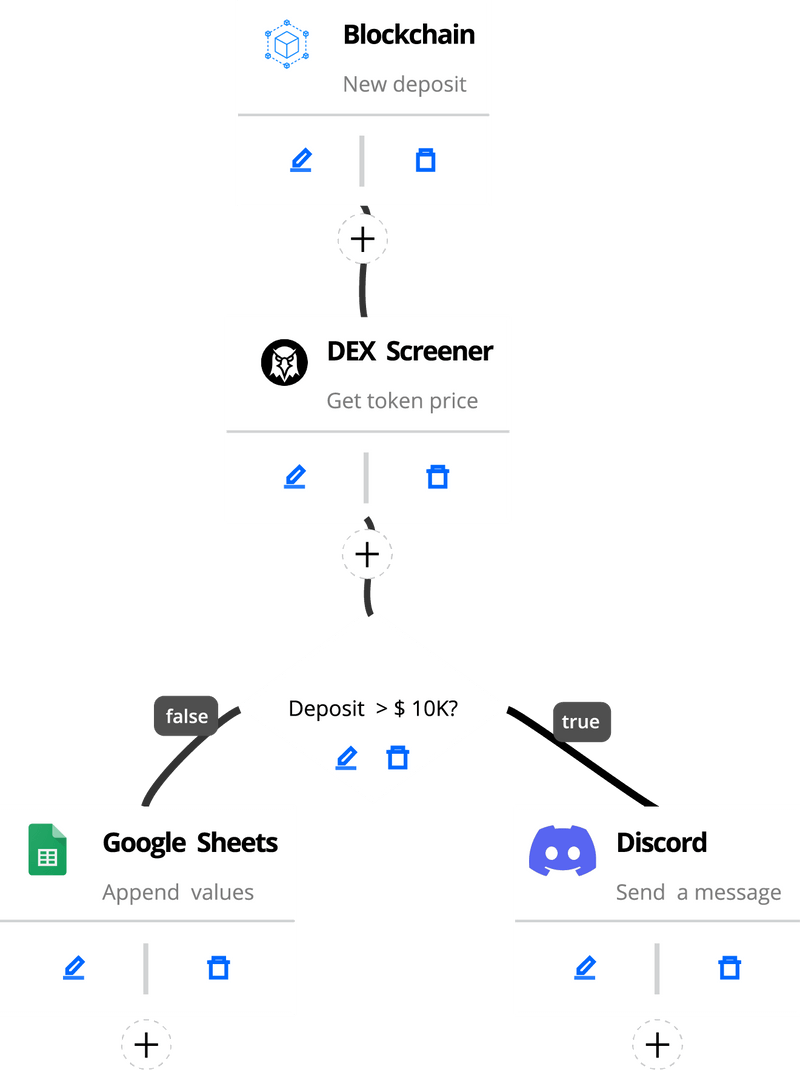 Blockchain
New deposit
DEX Screener
Get token price
Deposit > $ 10K?
false
true
Google Sheets
Append values
Discord
Send a message